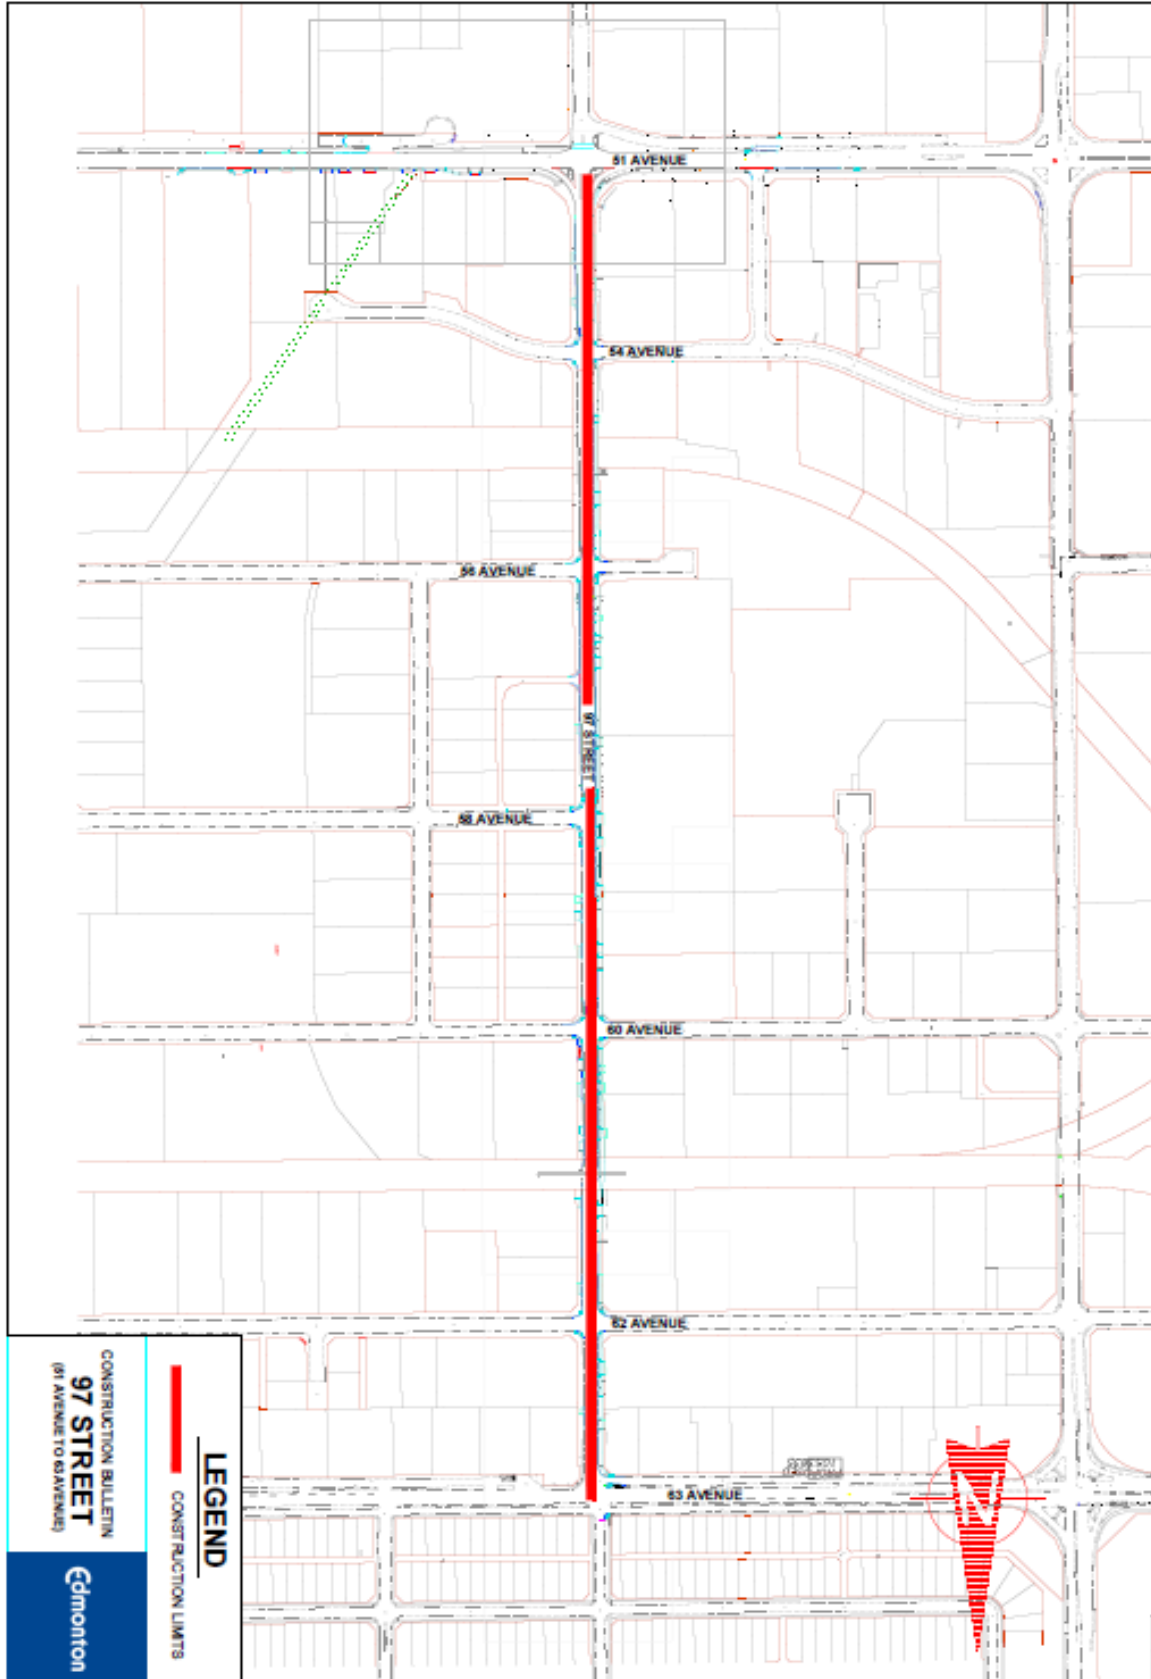 51 AVENUE
54 AVENUE
56 AVENUE
97 STREET
58 AVENUE
60 AVENUE
62 AVENUE
63 AVENUE
N
LEGEND
CONSTRUCTION LIMITS
CONSTRUCTION BULLETIN
97 STREET
(51 AVENUE TO 63 AVENUE)
Edmonton